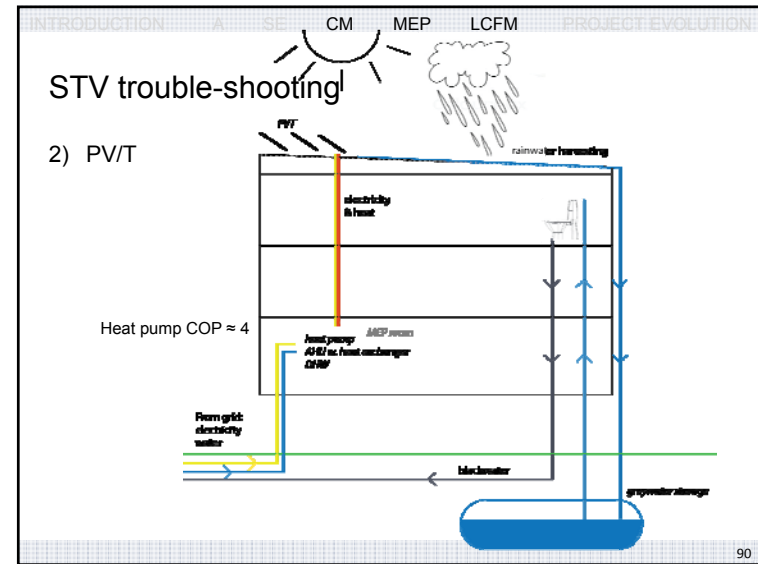 INTRODUCTION A SE CM MEP LCFM PROJECT EVOLUTION
STV trouble-shooting
PV/T
2) PV/T
rainwater harvesting
electricity
& heat
Heat pump COP ≈ 4
MEP room
heat pump
AHU w. heat exchanger
DHW
From grid:
electricity
water
blackwater
greywater storage
90